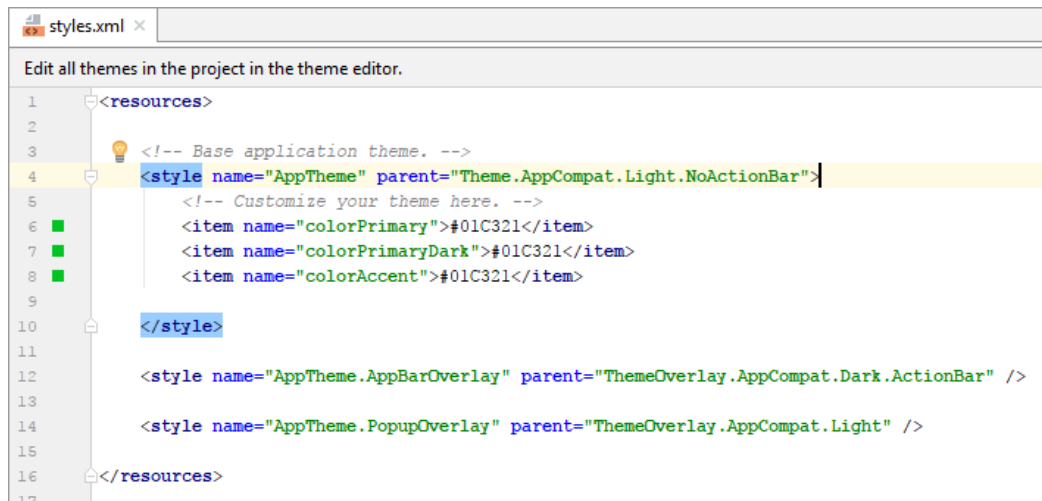 styles.xml
Edit all themes in the project in the theme editor.
1 <resources>
2
3 <!-- Base application theme. -->
4 <style name="AppTheme" parent="Theme.AppCompat.Light.NoActionBar">
5 <!-- Customize your theme here. -->
6 <item name="colorPrimary">#01C321</item>
7 <item name="colorPrimaryDark">#01C321</item>
8 <item name="colorAccent">#01C321</item>
9
10 </style>
11
12 <style name="AppTheme.AppBarOverlay" parent="ThemeOverlay.AppCompat.Dark.ActionBar" />
13
14 <style name="AppTheme.PopupOverlay" parent="ThemeOverlay.AppCompat.Light" />
15
16 </resources>
17